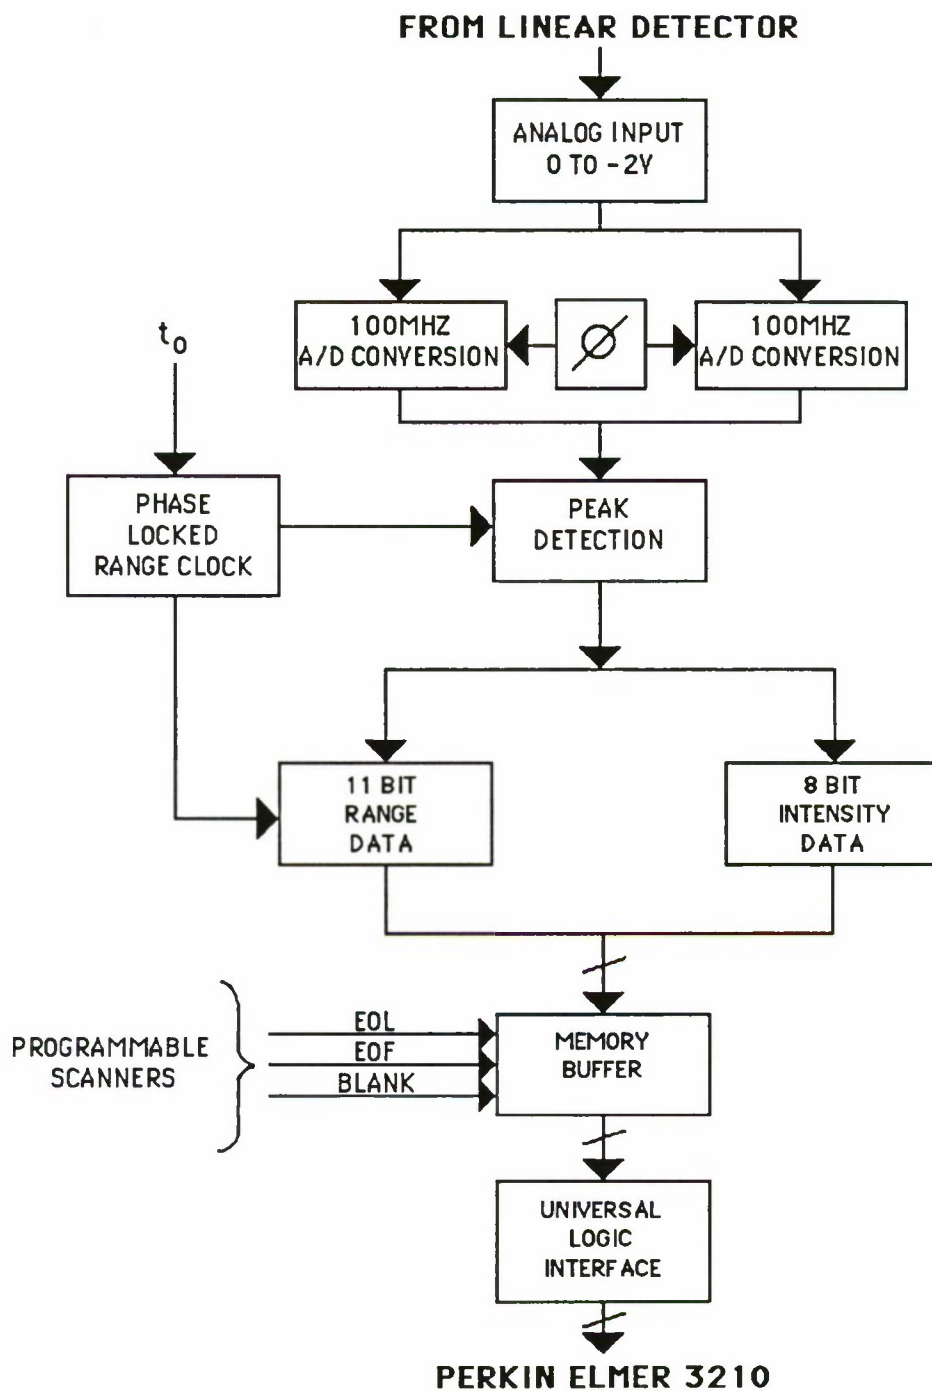 FROM LINEAR DETECTOR
ANALOG INPUT
0 TO -2V
100MHZ
A/D CONVERSION
Ø
100MHZ
A/D CONVERSION
t0
PHASE
LOCKED
RANGE CLOCK
PEAK
DETECTION
11 BIT
RANGE
DATA
8 BIT
INTENSITY
DATA
PROGRAMMABLE
SCANNERS
EOL
EOF
BLANK
MEMORY
BUFFER
UNIVERSAL
LOGIC
INTERFACE
PERKIN ELMER 3210